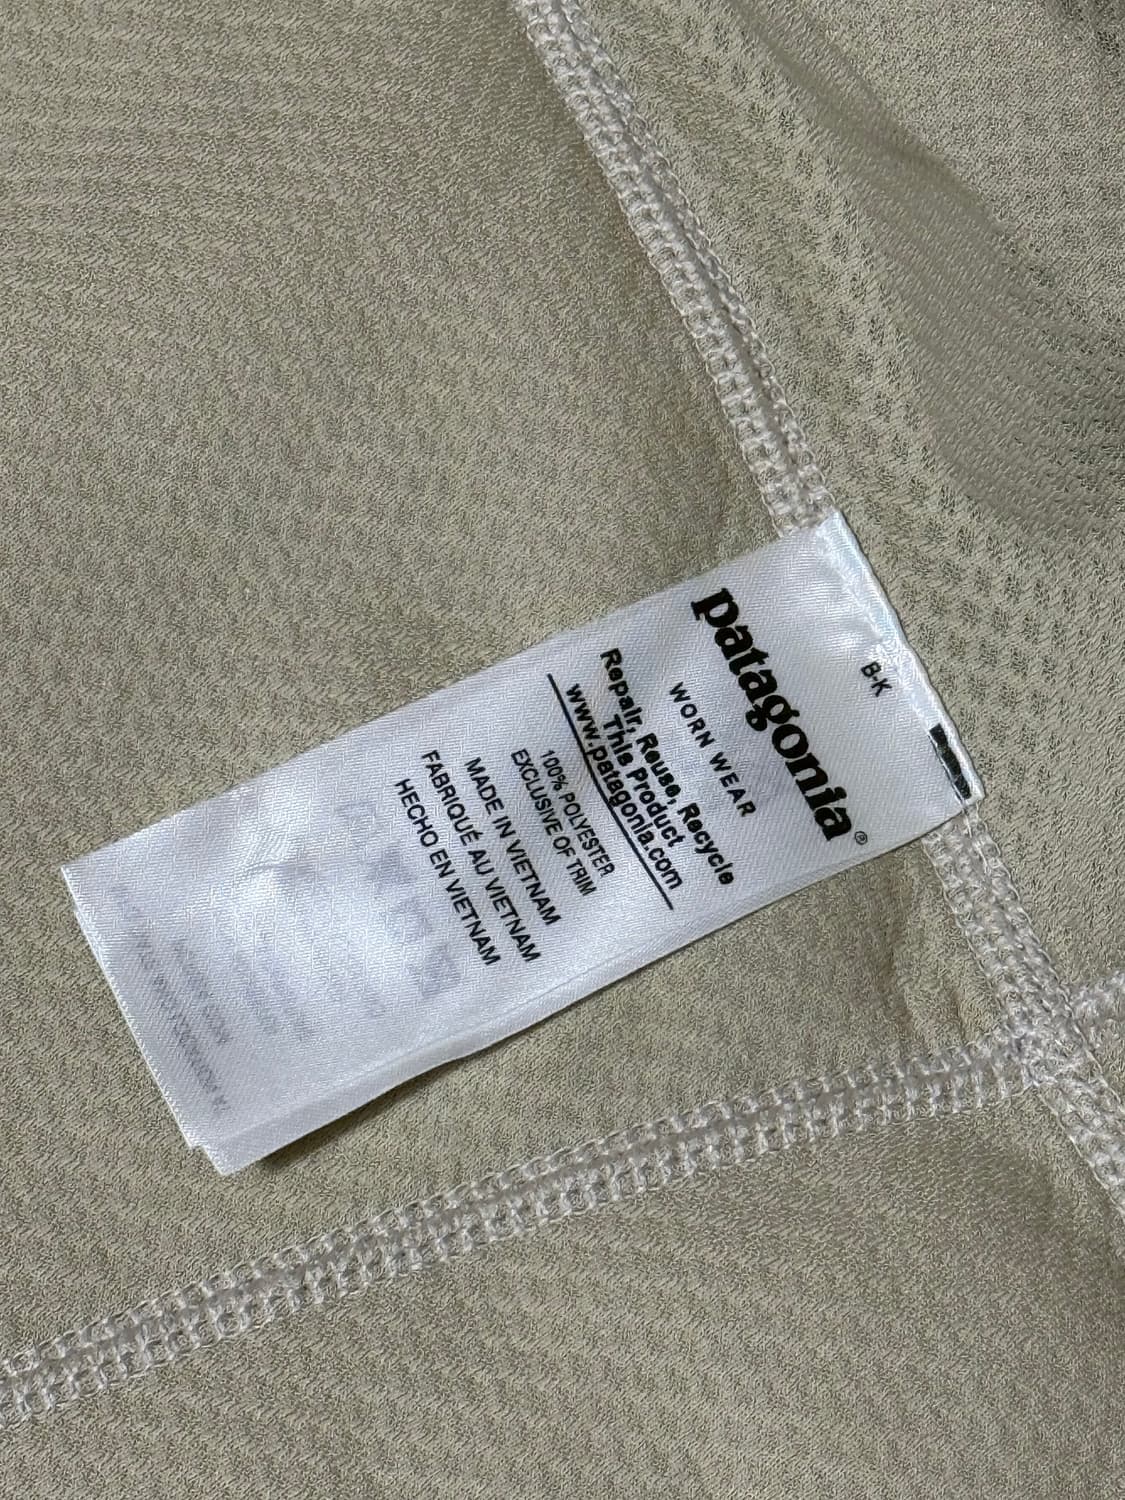 B-K
patagonia®
WORN WEAR
Repair, Reuse, Recycle
This Product
www.patagonia.com
100% POLYESTER
EXCLUSIVE OF TRIM
MADE IN VIETNAM
FABRIQUÉ AU VIETNAM
HECHO EN VIETNAM